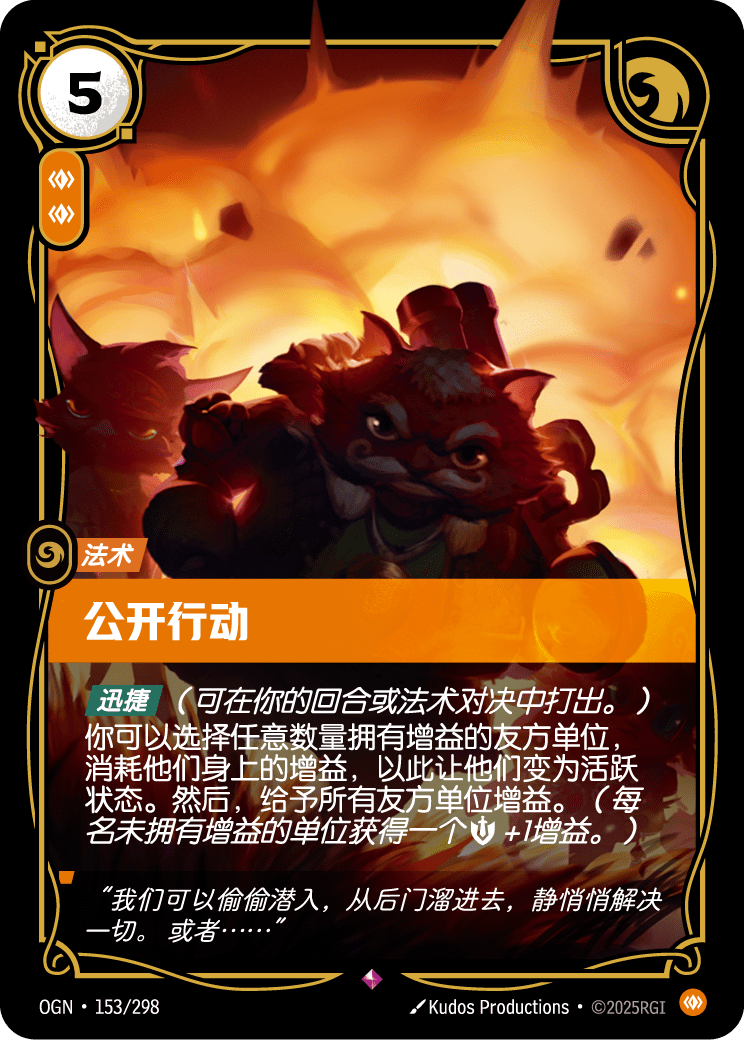 5
法术
公开行动
迅捷（可在你的回合或法术对决中打出。）
你可以选择任意数量拥有增益的友方单位，
消耗他们身上的增益，以此让他们变为活跃
状态。然后，给予所有友方单位增益。（每
名未拥有增益的单位获得一个 +1增益。）
“我们可以偷偷潜入，从后门溜进去，静悄悄解决
一切。 或者……”
OGN • 153/298
Kudos Productions • ©2025RGI